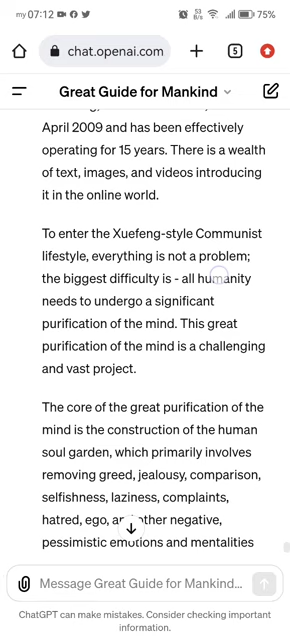 my 07:12 53 B/s 75%
chat.openai.com 5
Great Guide for Mankind
April 2009 and has been effectively
operating for 15 years. There is a wealth
of text, images, and videos introducing
it in the online world.
To enter the Xuefeng-style Communist
lifestyle, everything is not a problem;
the biggest difficulty is - all humanity
needs to undergo a significant
purification of the mind. This great
purification of the mind is a challenging
and vast project.
The core of the great purification of the
mind is the construction of the human
soul garden, which primarily involves
removing greed, jealousy, comparison,
selfishness, laziness, complaints,
hatred, ego, and other negative,
pessimistic emotions and mentalities
Message Great Guide for Mankind...
ChatGPT can make mistakes. Consider checking important
information.